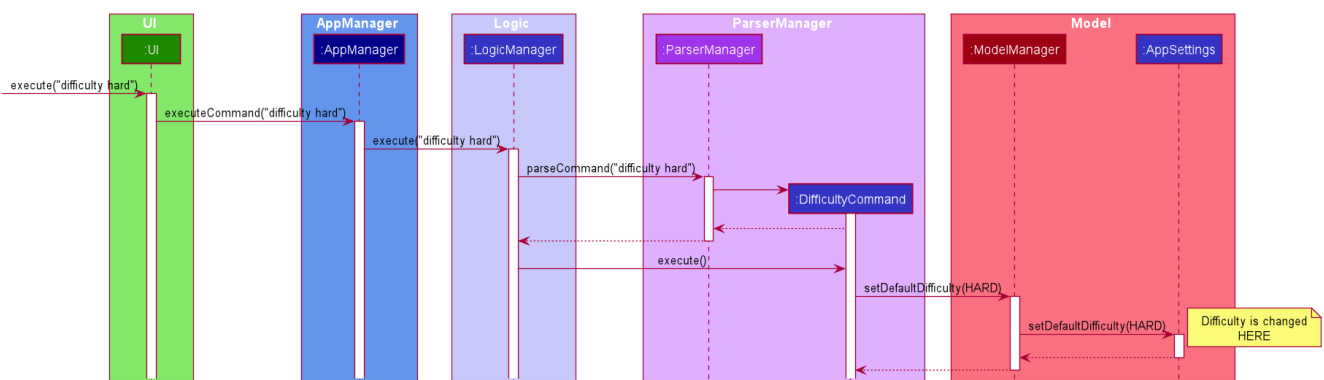 UI
AppManager
Logic
ParserManager
Model
:UI
:AppManager
:LogicManager
:ParserManager
:ModelManager
:AppSettings
execute("difficulty hard")
executeCommand("difficulty hard")
execute("difficulty hard")
parseCommand("difficulty hard")
:DifficultyCommand
execute()
setDefaultDifficulty(HARD)
setDefaultDifficulty(HARD)
Difficulty is changed
HERE